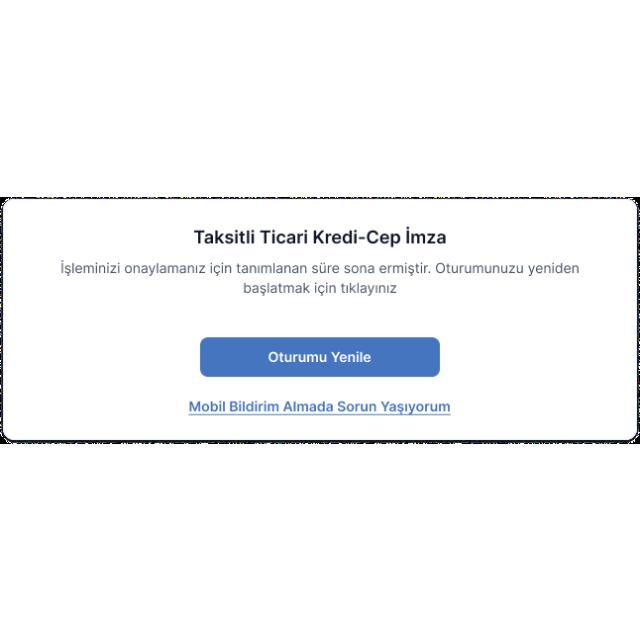 Taksitli Ticari Kredi-Cep İmza
İşleminizi onaylamanız için tanımlanan süre sona ermiştir. Oturumunuzu yeniden
başlatmak için tıklayınız
Oturumu Yenile
Mobil Bildirim Almada Sorun Yaşıyorum